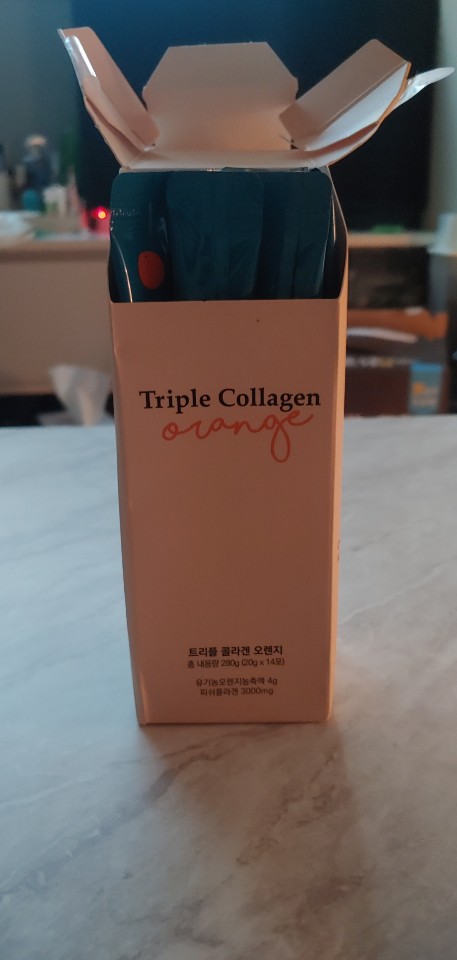 Triple Collagen
orange
트리플 콜라겐 오렌지
총 내용량 280g (20g x 14포)
유기농오렌지농축액 4g
피쉬콜라겐 3000mg